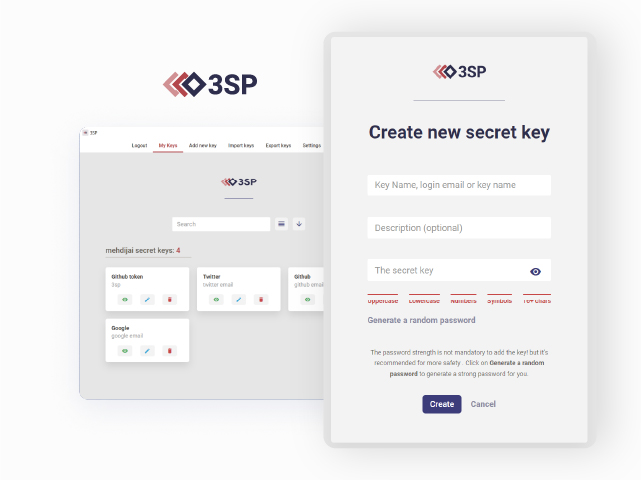 3SP
3SP
Logout My Keys Add new key Import keys Export keys Settings
3SP
Search
mehdijai secret keys: 4
Github token
3sp
Twitter
twitter email
Github
github email
Google
google email
3SP
Create new secret key
Key Name, login email or key name
Description (optional)
The secret key
Uppercase Lowercase Numbers Symbols 10+ chars
Generate a random password
The password strength is not mandatory to add the key! but it's
recommended for more safety . Click on Generate a random
password to generate a strong password for you.
Create Cancel